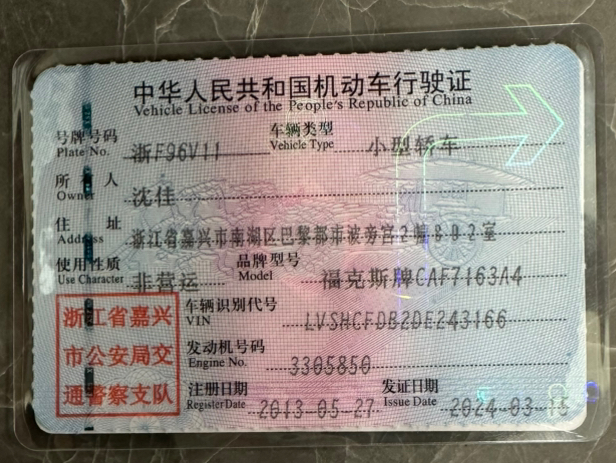 中华人民共和国机动车行驶证
Vehicle License of the People's Republic of China
号牌号码 浙F96V11 车辆类型 小型轿车
Plate No. Vehicle Type
所有人 沈佳
Owner
住址 浙江省嘉兴市南湖区巴黎都市波旁宫2幢802室
Address
使用性质 非营运 品牌型号 福克斯牌CAF7163A4
Use Character Model
浙江省嘉兴
市公安局交
通警察支队
车辆识别代号 LVSHCFDB2DE243166
VIN
发动机号码 3305850
Engine No.
注册日期 2013-05-27 发证日期 2024-03-15
Register Date Issue Date